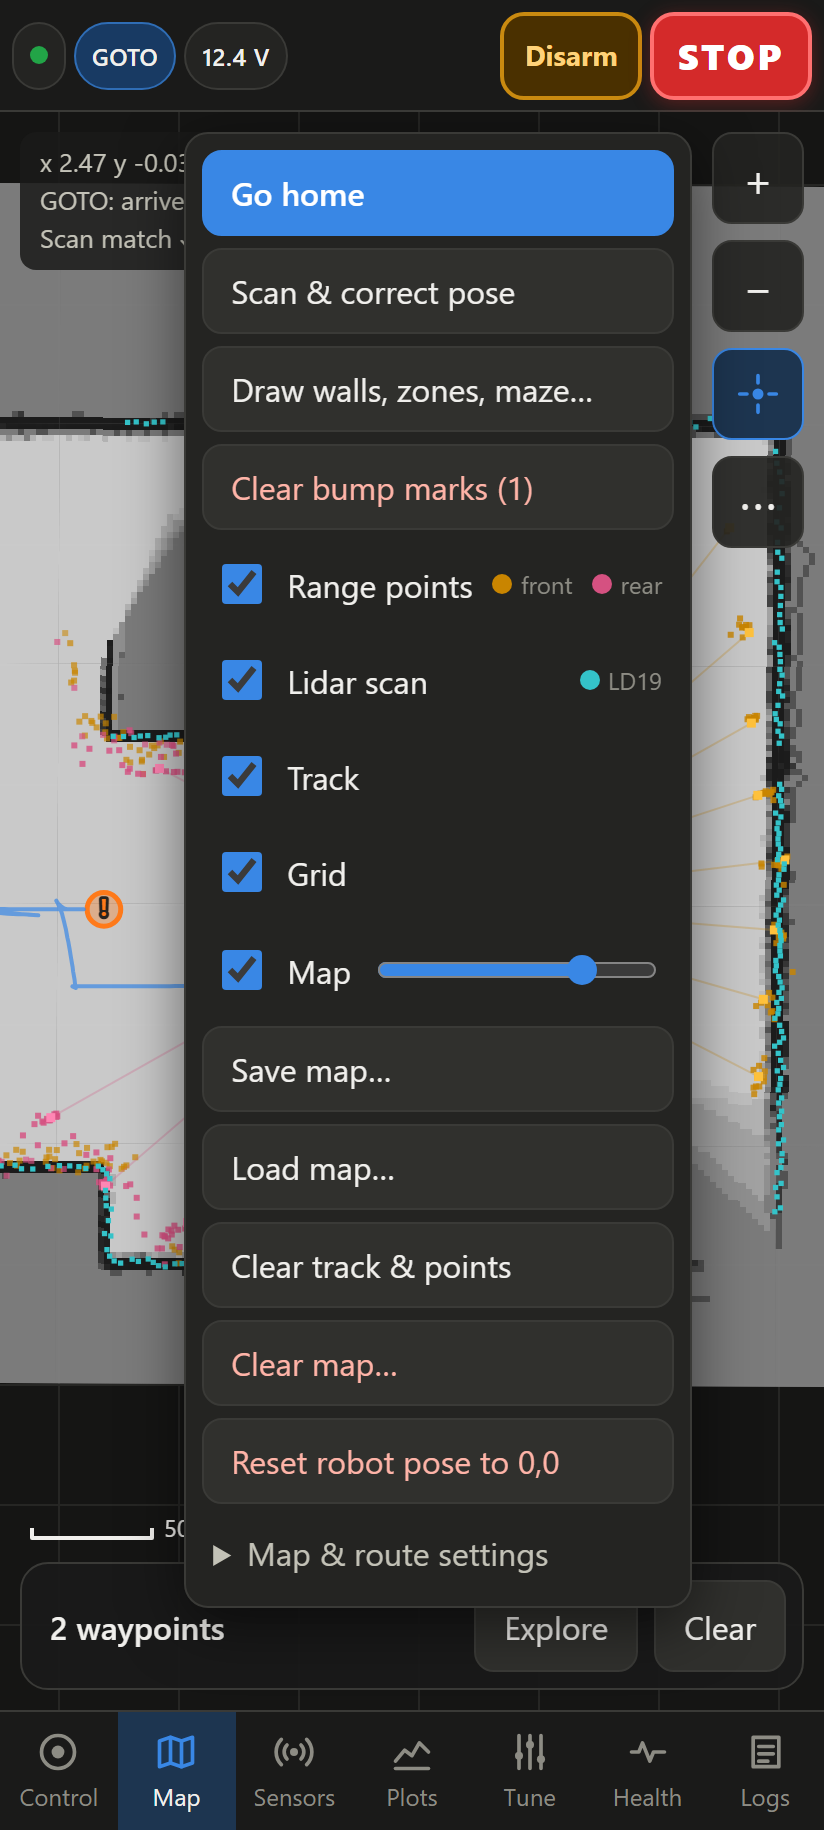 GOTO
12.4 V
Disarm
STOP
x 2.47 y -0.03
GOTO: arrive
Scan match
Go home
Scan & correct pose
Draw walls, zones, maze...
Clear bump marks (1)
Range points front rear
Lidar scan LD19
Track
Grid
Map
Save map...
Load map...
Clear track & points
Clear map...
Reset robot pose to 0,0
Map & route settings
50
2 waypoints
Explore
Clear
Control
Map
Sensors
Plots
Tune
Health
Logs